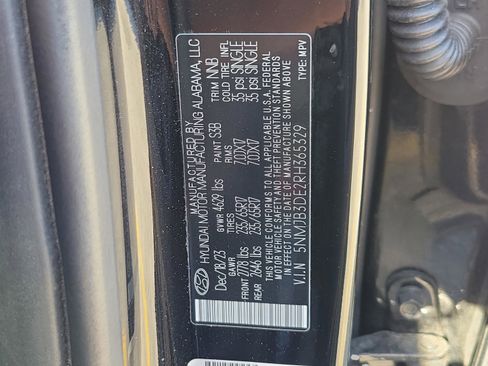 MANUFACTURED BY
HYUNDAI MOTOR MANUFACTURING ALABAMA, LLC
Dec/18/23 GVWR 4629 lbs PAINT S3B TRIM NNB
GAWR TIRES RIMS COLD TIRE INFL.
FRONT 2778 lbs 235/65R17 7.0JX17 35 psi SINGLE
REAR 2646 lbs 235/65R17 7.0JX17 35 psi SINGLE
THIS VEHICLE CONFORMS TO ALL APPLICABLE U.S.A. FEDERAL
MOTOR VEHICLE SAFETY AND THEFT
STANDARDS IN EFFECT ON THE DATE OF MANUFACTURE SHOWN ABOVE.
V.I.N 5NMJB3DE2RH365329 TYPE: MPV